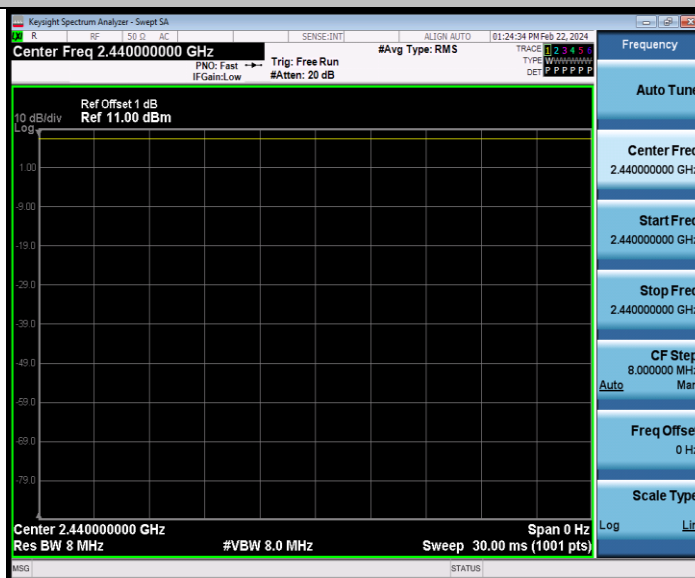 Keysight Spectrum Analyzer - Swept SA
R RF 50 Ω AC SENSE:INT ALIGN AUTO 01:24:34 PM Feb 22, 2024
Center Freq 2.440000000 GHz
PNO: Fast
IFGain:Low
Trig: Free Run
#Atten: 20 dB
#Avg Type: RMS
TRACE 1 2 3 4 5 6
TYPE WWWWWW
DET P P P P P P
Ref Offset 1 dB
10 dB/div Ref 11.00 dBm
Log
1.00
-9.00
-19.0
-29.0
-39.0
-49.0
-59.0
-69.0
-79.0
Center 2.440000000 GHz Span 0 Hz
Res BW 8 MHz #VBW 8.0 MHz Sweep 30.00 ms (1001 pts)
MSG STATUS
Frequency
Auto Tune
Center Freq
2.440000000 GHz
Start Freq
2.440000000 GHz
Stop Freq
2.440000000 GHz
CF Step
8.000000 MHz
Auto Man
Freq Offset
0 Hz
Scale Type
Log Lin